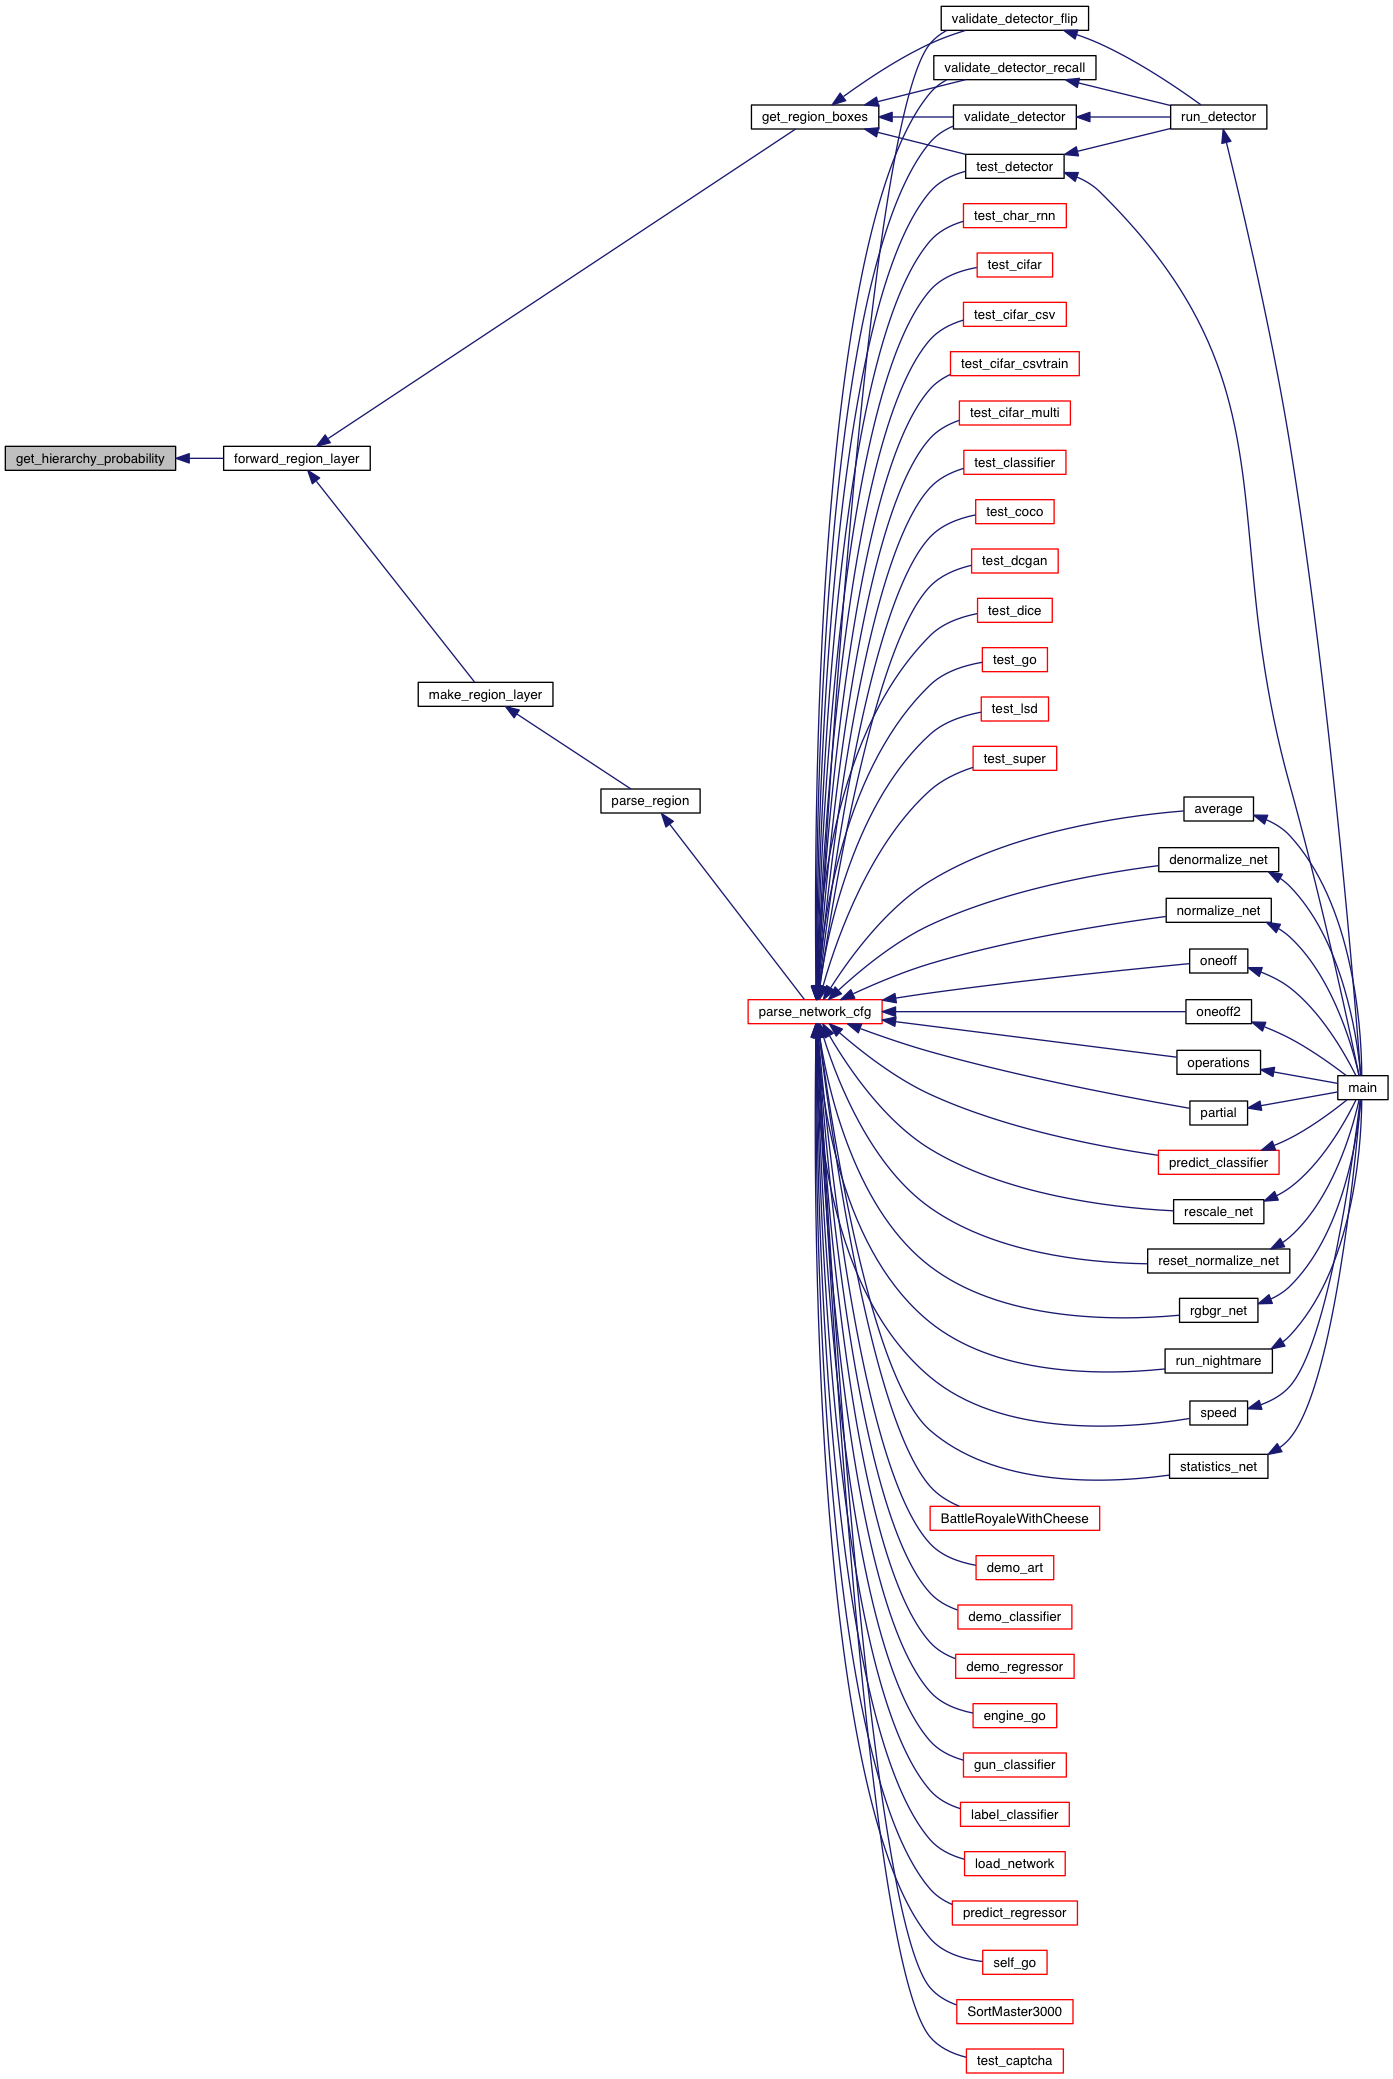 validate_detector_flip
validate_detector_recall
get_region_boxes
validate_detector
run_detector
test_detector
test_char_rnn
test_cifar
test_cifar_csv
test_cifar_csvtrain
test_cifar_multi
get_hierarchy_probability
forward_region_layer
test_classifier
test_coco
test_dcgan
test_dice
test_go
make_region_layer
test_lsd
test_super
parse_region
average
denormalize_net
normalize_net
oneoff
parse_network_cfg
oneoff2
operations
main
partial
predict_classifier
rescale_net
reset_normalize_net
rgbgr_net
run_nightmare
speed
statistics_net
BattleRoyaleWithCheese
demo_art
demo_classifier
demo_regressor
engine_go
gun_classifier
label_classifier
load_network
predict_regressor
self_go
SortMaster3000
test_captcha